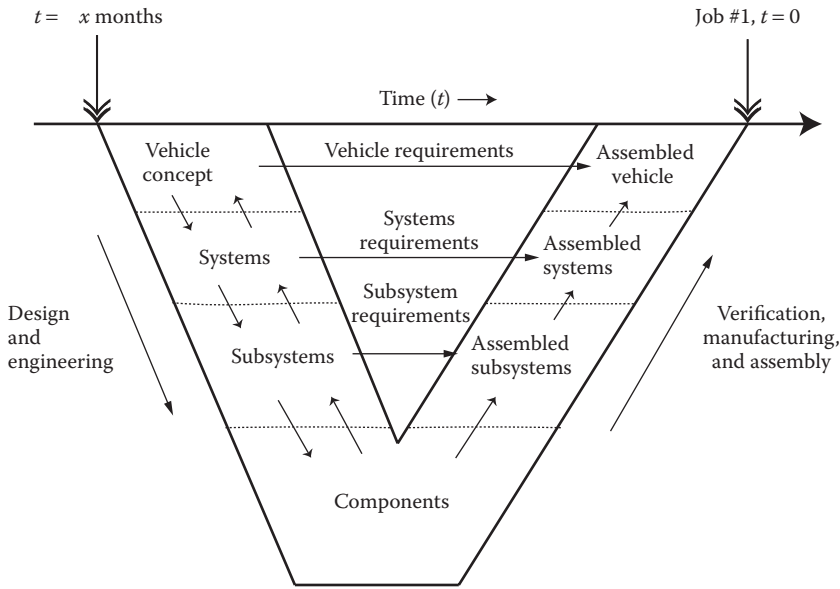 t = x months
Job #1, t = 0
Time (t)
Vehicle
concept
Vehicle requirements
Assembled
vehicle
Systems
requirements
Systems
Assembled
systems
Design
and
engineering
Subsystem
requirements
Verification,
manufacturing,
and assembly
Subsystems
Assembled
subsystems
Components